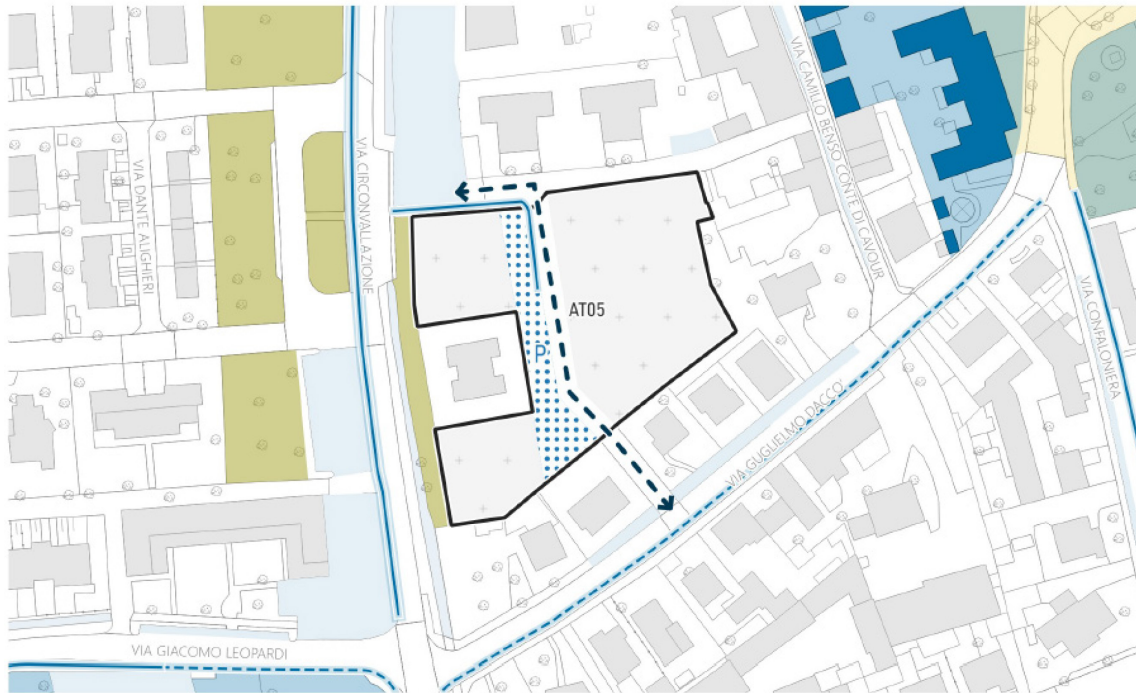 VIA CAMILLO BENSO CONTE DI CAVOUR
VIA CIRCONVALLAZIONE
VIA DANTE ALIGHIERI
AT05
P
VIA CONFALONIERA
VIA GUGLIELMO DACCO'
VIA GIACOMO LEOPARDI